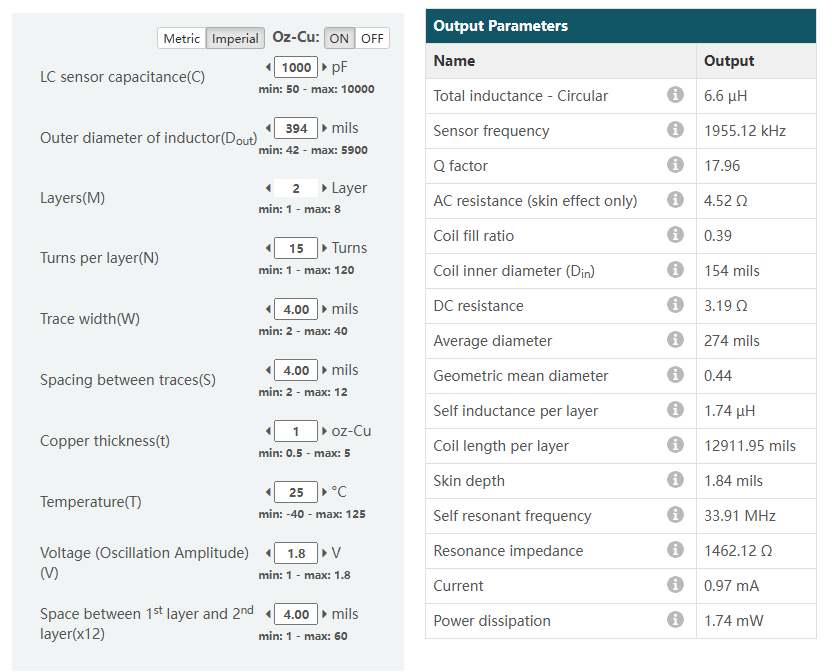 Metric Imperial Oz-Cu: ON OFF
LC sensor capacitance(C) 1000 pF
min: 50 - max: 10000
Outer diameter of inductor(Dout) 394 mils
min: 42 - max: 5900
Layers(M) 2 Layer
min: 1 - max: 8
Turns per layer(N) 15 Turns
min: 1 - max: 120
Trace width(W) 4.00 mils
min: 2 - max: 40
Spacing between traces(S) 4.00 mils
min: 2 - max: 12
Copper thickness(t) 1 oz-Cu
min: 0.5 - max: 5
Temperature(T) 25 °C
min: -40 - max: 125
Voltage (Oscillation Amplitude) 1.8 V
(V) min: 1 - max: 1.8
Space between 1st layer and 2nd 4.00 mils
layer(x12) min: 1 - max: 60
Output Parameters
Name Output
Total inductance - Circular 6.6 µH
Sensor frequency 1955.12 kHz
Q factor 17.96
AC resistance (skin effect only) 4.52 Ω
Coil fill ratio 0.39
Coil inner diameter (Din) 154 mils
DC resistance 3.19 Ω
Average diameter 274 mils
Geometric mean diameter 0.44
Self inductance per layer 1.74 µH
Coil length per layer 12911.95 mils
Skin depth 1.84 mils
Self resonant frequency 33.91 MHz
Resonance impedance 1462.12 Ω
Current 0.97 mA
Power dissipation 1.74 mW